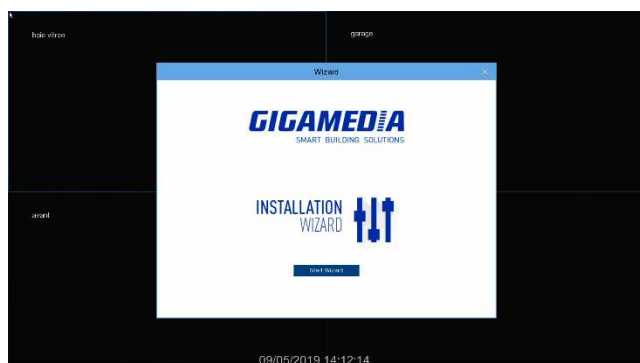 baie vitree
garage
Wizard
GIGAMEDIA
SMART BUILDING SOLUTIONS
INSTALLATION
WIZARD
Start Wizard
avant
09/05/2019 14:12:14